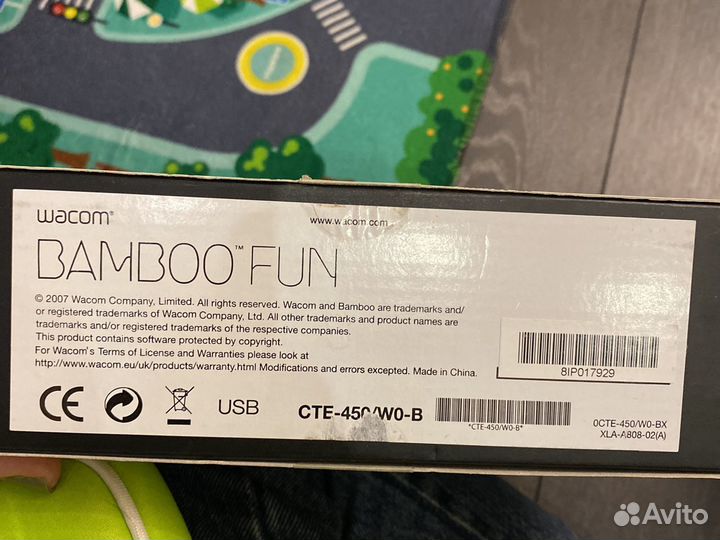 wacom®
www.wacom.com
BAMBOO™ FUN
© 2007 Wacom Company, Limited. All rights reserved. Wacom and Bamboo are trademarks and/
or registered trademarks of Wacom Company, Ltd. All other trademarks and product names are
trademarks and/or registered trademarks of the respective companies.
This product contains software protected by copyright.
For Wacom's Terms of License and Warranties please look at
http://www.wacom.eu/uk/products/warranty.html Modifications and errors excepted. Made in China.
8IP017929
CE
USB
CTE-450/W0-B
*CTE-450/W0-B*
0CTE-450/W0-BX
XLA-A808-02(A)
Avito